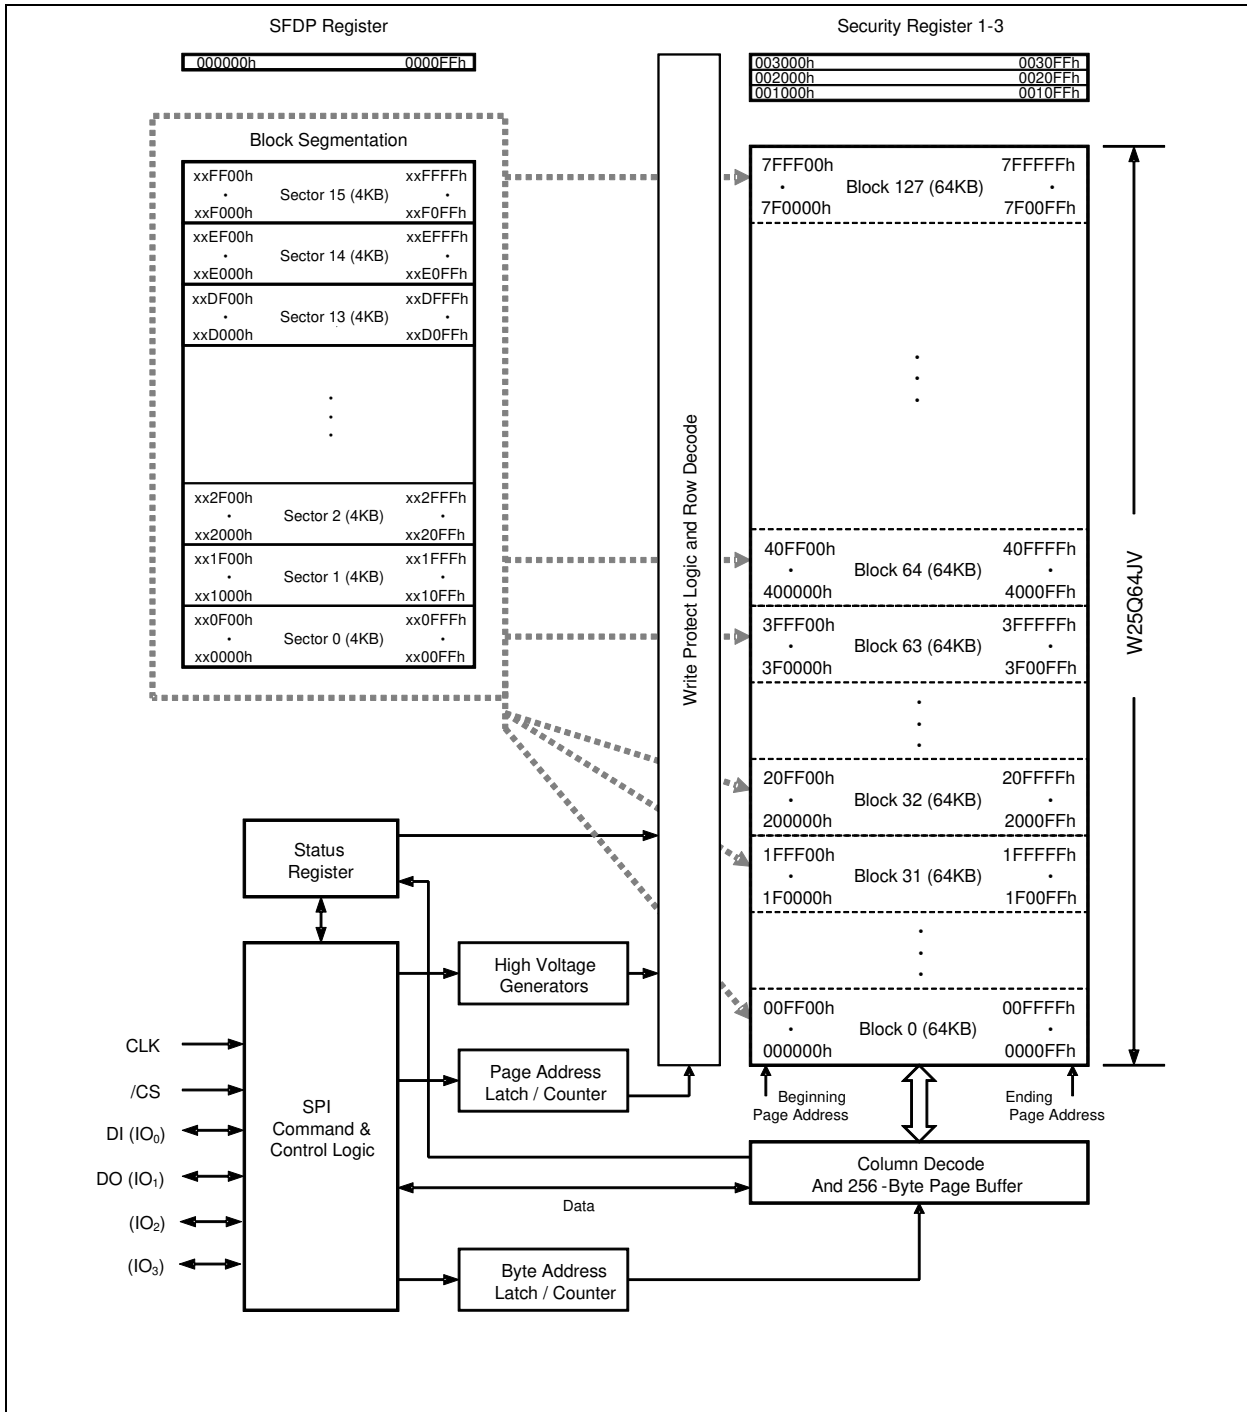 SFDP Register
000000h 0000FFh
Security Register 1-3
003000h 0030FFh
002000h 0020FFh
001000h 0010FFh
Block Segmentation
xxFF00h xxFFFFh
Sector 15 (4KB)
xxF000h xxF0FFh
xxEF00h xxEFFFh
Sector 14 (4KB)
xxE000h xxE0FFh
xxDF00h xxDFFFh
Sector 13 (4KB)
xxD000h xxD0FFh
xx2F00h xx2FFFh
Sector 2 (4KB)
xx2000h xx20FFh
xx1F00h xx1FFFh
Sector 1 (4KB)
xx1000h xx10FFh
xx0F00h xx0FFFh
Sector 0 (4KB)
xx0000h xx00FFh
Write Protect Logic and Row Decode
7FFF00h 7FFFFFh
Block 127 (64KB)
7F0000h 7F00FFh
40FF00h 40FFFFh
Block 64 (64KB)
400000h 4000FFh
3FFF00h 3FFFFFh
Block 63 (64KB)
3F0000h 3F00FFh
20FF00h 20FFFFh
Block 32 (64KB)
200000h 2000FFh
1FFF00h 1FFFFFh
Block 31 (64KB)
1F0000h 1F00FFh
00FF00h 00FFFFh
Block 0 (64KB)
000000h 0000FFh
W25Q64JV
Beginning
Page Address
Ending
Page Address
Status
Register
High Voltage
Generators
Page Address
Latch / Counter
SPI
Command &
Control Logic
CLK
/CS
DI (IO₀)
DO (IO₁)
(IO₂)
(IO₃)
Column Decode
And 256 -Byte Page Buffer
Data
Byte Address
Latch / Counter